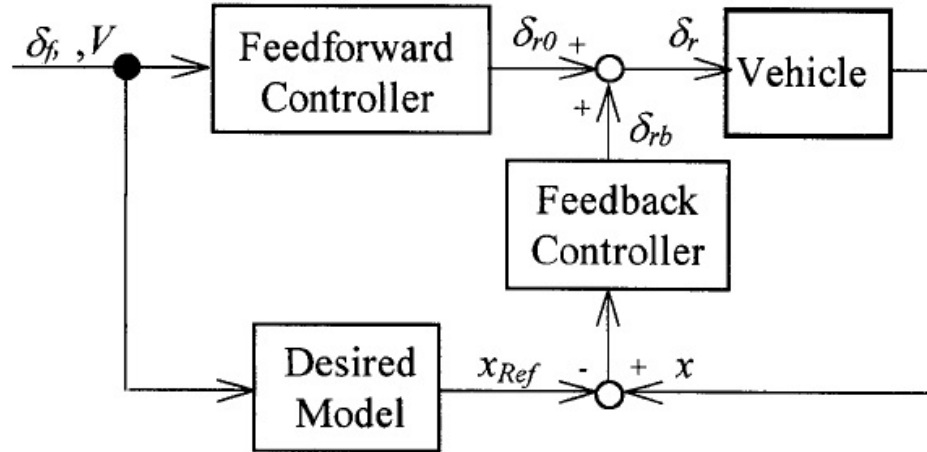 δf, ,V
Feedforward
Controller
δr0 +
+
δr
Vehicle
δrb
Feedback
Controller
Desired
Model
xRef
-
+
x